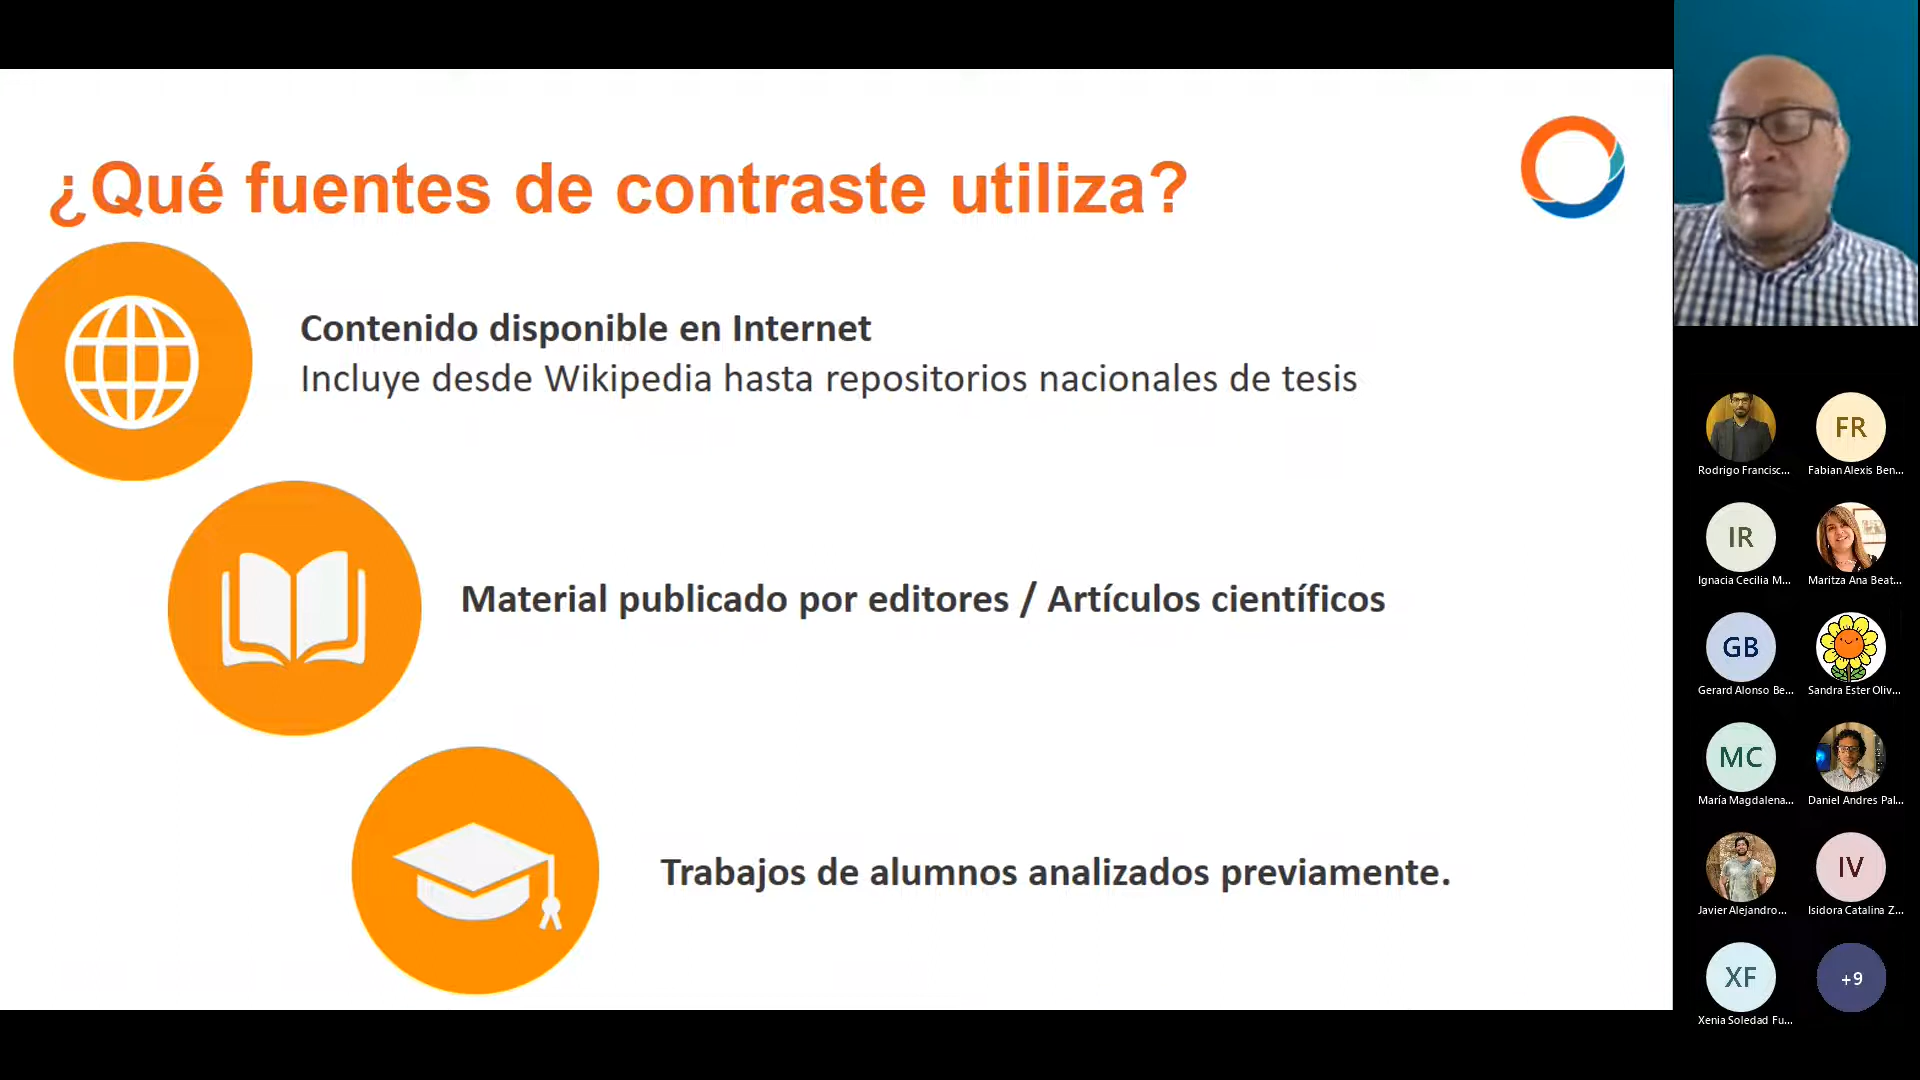 ¿Qué fuentes de contraste utiliza?
Contenido disponible en Internet
Incluye desde Wikipedia hasta repositorios nacionales de tesis
Material publicado por editores / Artículos científicos
Trabajos de alumnos analizados previamente.
FR
Rodrigo Francisc...
Fabian Alexis Ben...
IR
Ignacia Cecilia M...
Maritza Ana Beat...
GB
Gerard Alonso Be...
Sandra Ester Oliv...
MC
María Magdalena...
Daniel Andres Pal...
IV
Javier Alejandro...
Isidora Catalina Z...
XF
+9
Xenia Soledad Fu...